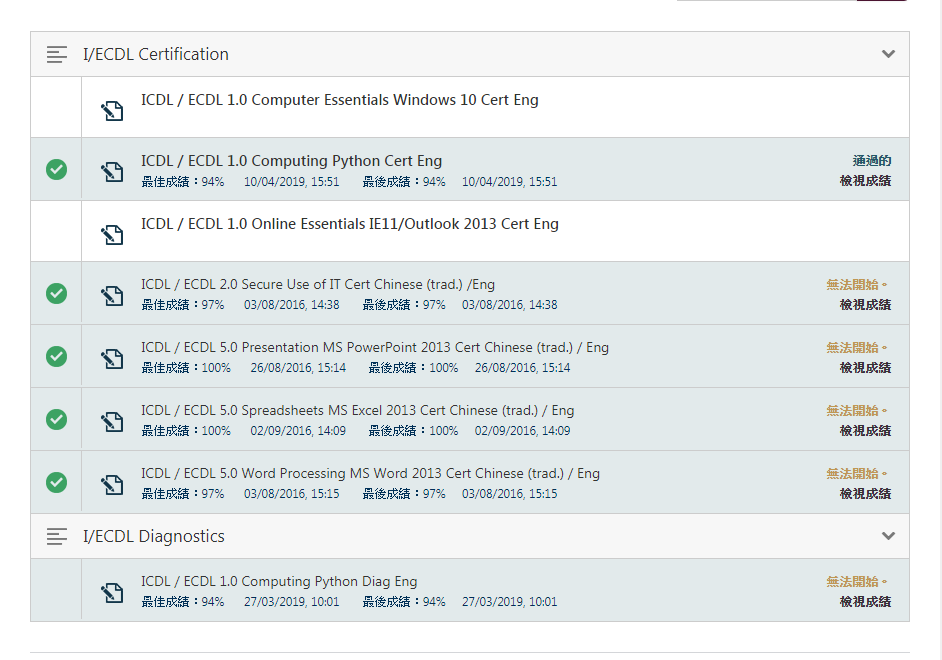 I/ECDL Certification
ICDL / ECDL 1.0 Computer Essentials Windows 10 Cert Eng
ICDL / ECDL 1.0 Computing Python Cert Eng 通過的
最佳成績：94% 10/04/2019, 15:51 最後成績：94% 10/04/2019, 15:51 檢視成績
ICDL / ECDL 1.0 Online Essentials IE11/Outlook 2013 Cert Eng
ICDL / ECDL 2.0 Secure Use of IT Cert Chinese (trad.) /Eng 無法開始。
最佳成績：97% 03/08/2016, 14:38 最後成績：97% 03/08/2016, 14:38 檢視成績
ICDL / ECDL 5.0 Presentation MS PowerPoint 2013 Cert Chinese (trad.) / Eng 無法開始。
最佳成績：100% 26/08/2016, 15:14 最後成績：100% 26/08/2016, 15:14 檢視成績
ICDL / ECDL 5.0 Spreadsheets MS Excel 2013 Cert Chinese (trad.) / Eng 無法開始。
最佳成績：100% 02/09/2016, 14:09 最後成績：100% 02/09/2016, 14:09 檢視成績
ICDL / ECDL 5.0 Word Processing MS Word 2013 Cert Chinese (trad.) / Eng 無法開始。
最佳成績：97% 03/08/2016, 15:15 最後成績：97% 03/08/2016, 15:15 檢視成績
I/ECDL Diagnostics
ICDL / ECDL 1.0 Computing Python Diag Eng 無法開始。
最佳成績：94% 27/03/2019, 10:01 最後成績：94% 27/03/2019, 10:01 檢視成績